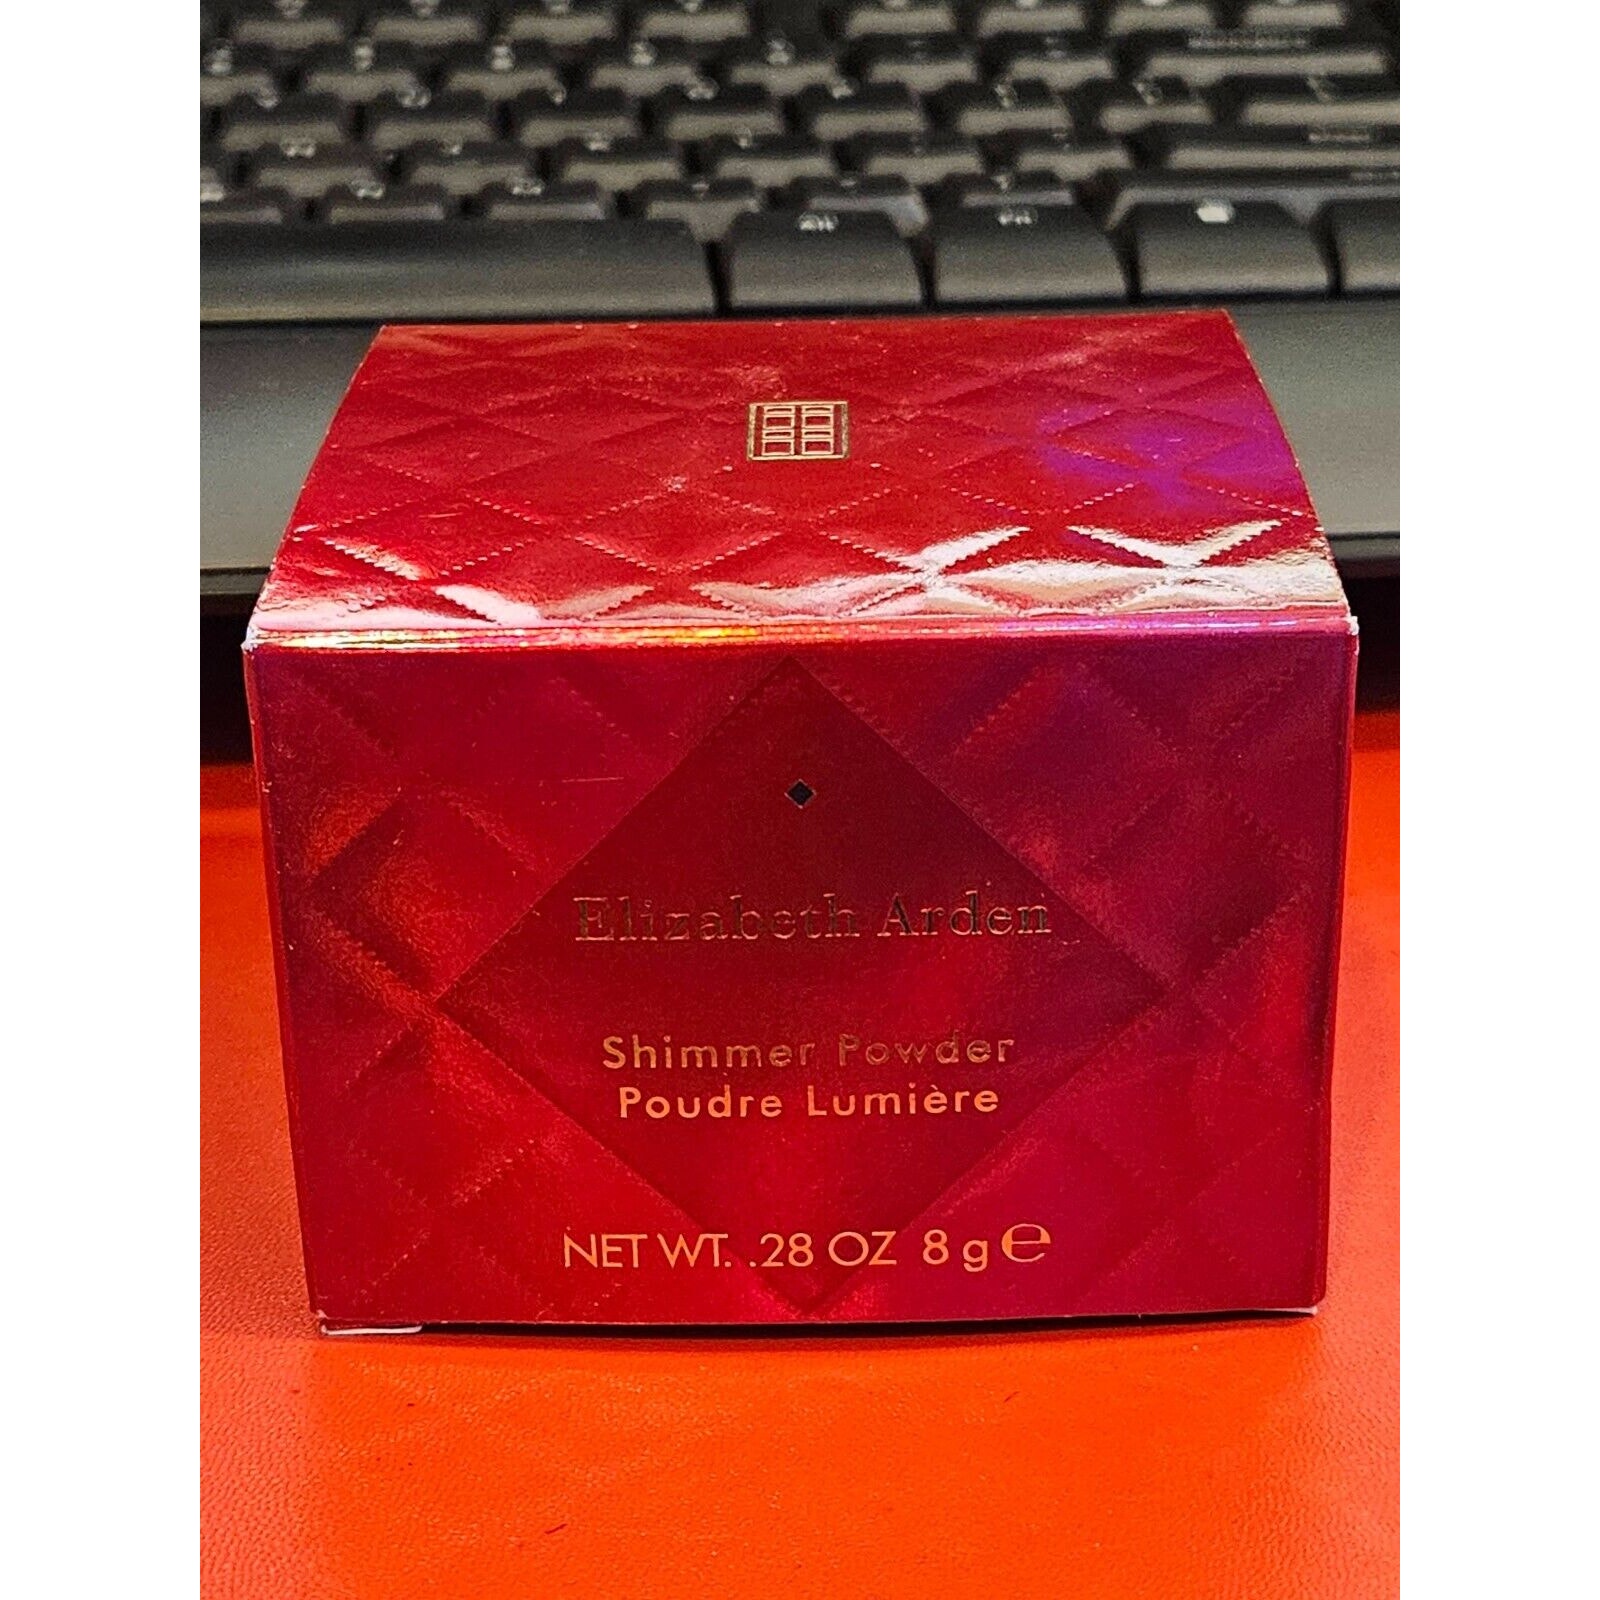 Elizabeth Arden
Shimmer Powder
Poudre Lumière
NET WT. .28 OZ 8 g ℮